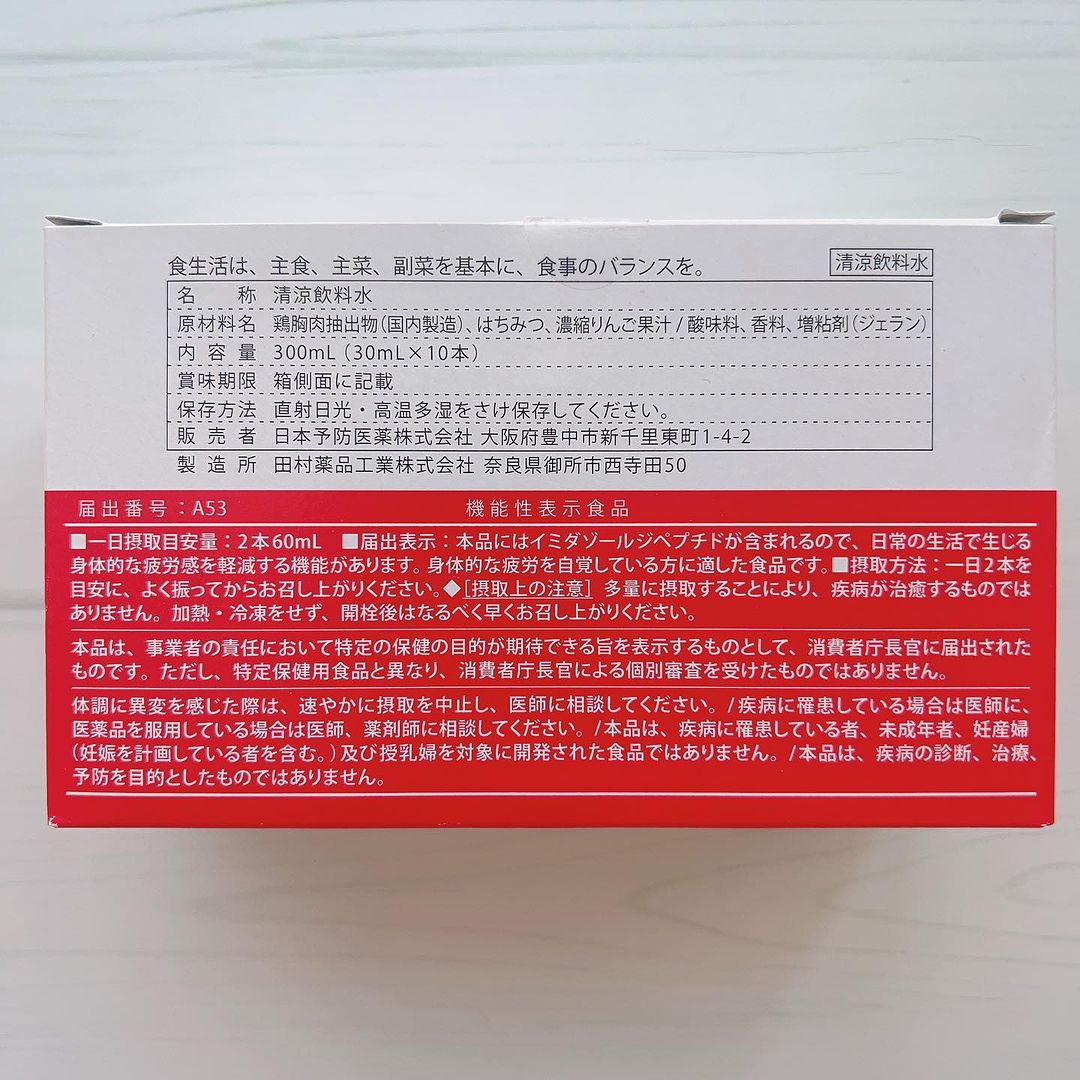 食生活は、主食、主菜、副菜を基本に、食事のバランスを。
清涼飲料水
名 称 清涼飲料水
原材料名 鶏胸肉抽出物（国内製造）、はちみつ、濃縮りんご果汁/酸味料、香料、増粘剤（ジェラン）
内容量 300mL（30mL×10本）
賞味期限 箱側面に記載
保存方法 直射日光・高温多湿をさけ保存してください。
販売者 日本予防医薬株式会社 大阪府豊中市新千里東町1-4-2
製造所 田村薬品工業株式会社 奈良県御所市西寺田50
届出番号：A53 機能性表示食品
■一日摂取目安量：2本60mL ■届出表示：本品にはイミダゾールジペプチドが含まれるので、日常の生活で生じる
身体的な疲労感を軽減する機能があります。身体的な疲労を自覚している方に適した食品です。■摂取方法：一日2本を
目安に、よく振ってからお召し上がりください。◆[摂取上の注意] 多量に摂取することにより、疾病が治癒するものでは
ありません。加熱・冷凍をせず、開栓後はなるべく早くお召し上がりください。
本品は、事業者の責任において特定の保健の目的が期待できる旨を表示するものとして、消費者庁長官に届出された
ものです。ただし、特定保健用食品と異なり、消費者庁長官による個別審査を受けたものではありません。
体調に異変を感じた際は、速やかに摂取を中止し、医師に相談してください。/疾病に罹患している場合は医師に、
医薬品を服用している場合は医師、薬剤師に相談してください。/本品は、疾病に罹患している者、未成年者、妊産婦
（妊娠を計画している者を含む。）及び授乳婦を対象に開発された食品ではありません。/本品は、疾病の診断、治療、
予防を目的としたものではありません。